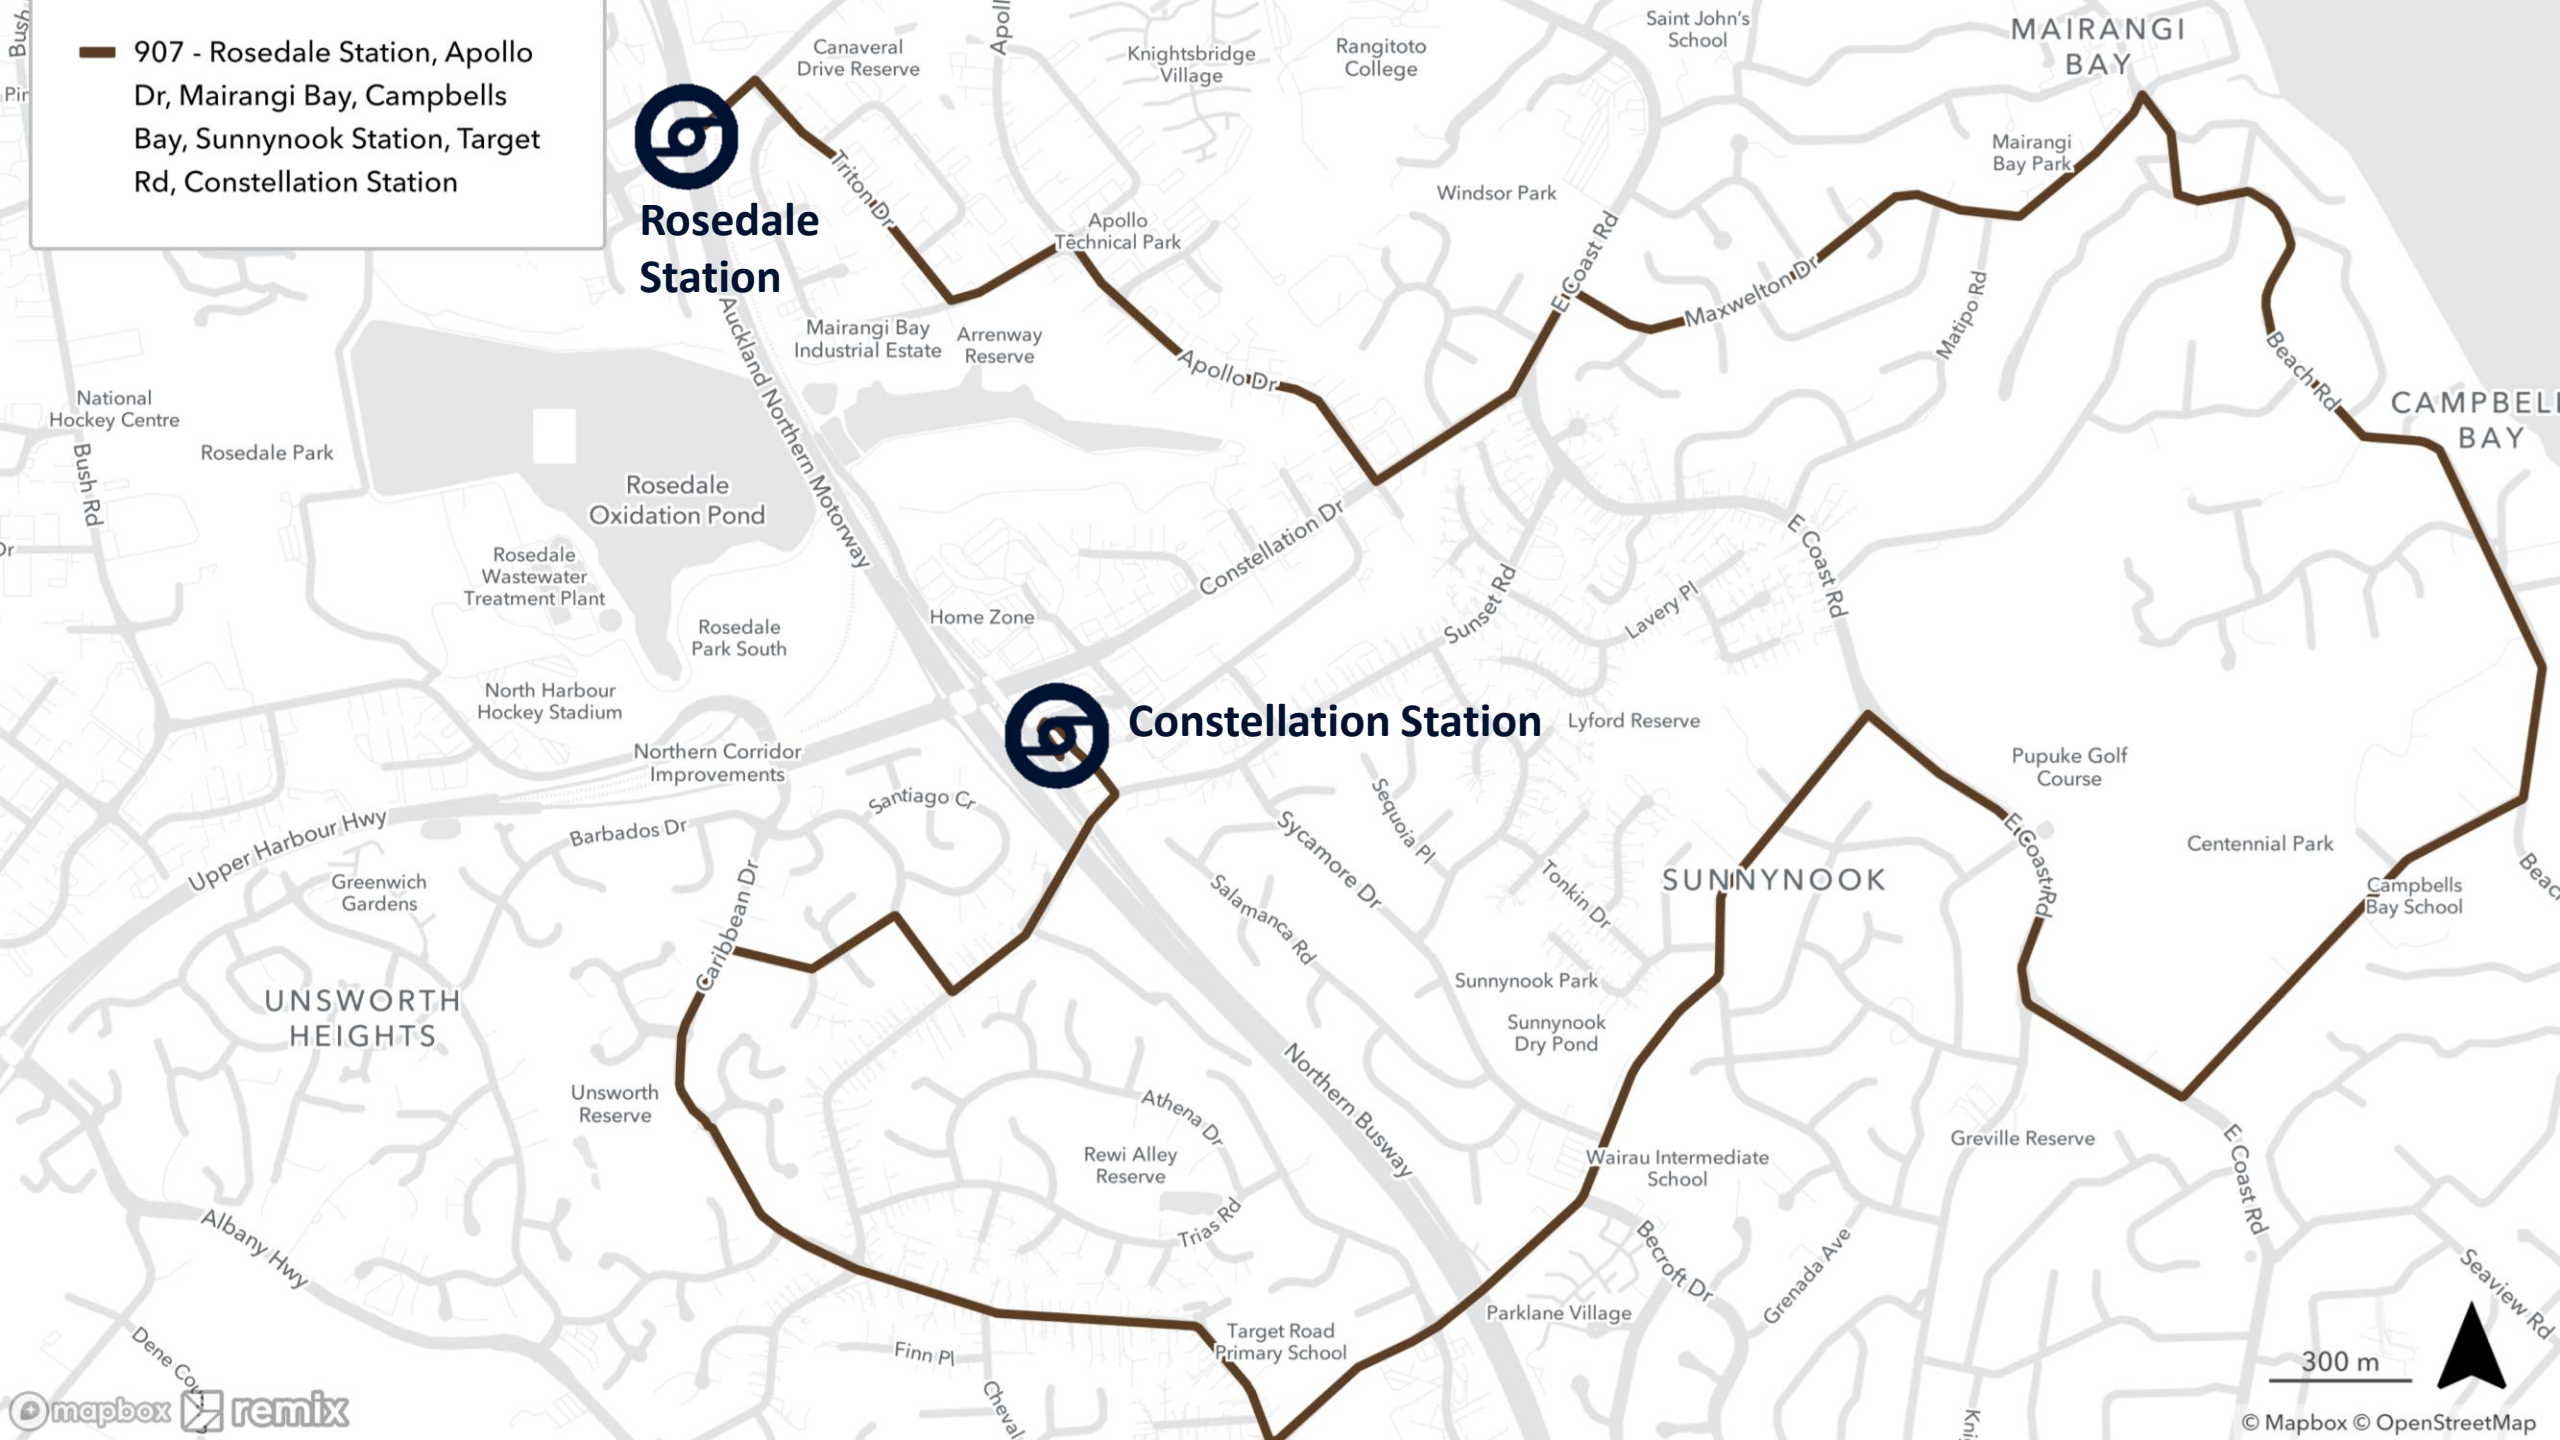 907 - Rosedale Station, Apollo
Dr, Mairangi Bay, Campbells
Bay, Sunnynook Station, Target
Rd, Constellation Station
Bush
Pin
Canaveral
Drive Reserve
Apoll
Knightsbridge
Village
Rangitoto
College
Saint John's
School
MAIRANGI
BAY
Mairangi
Bay Park
Triton Dr
Rosedale
Station
Apollo
Technical Park
Windsor Park
E Coast Rd
Maxwelton Dr
Matipo Rd
Auckland Northern Motorway
Mairangi Bay
Industrial Estate
Arrenway
Reserve
Apollo Dr
Beach Rd
CAMPBELL
BAY
National
Hockey Centre
Rosedale Park
Bush Rd
Rosedale
Oxidation Pond
Dr
Rosedale
Wastewater
Treatment Plant
Rosedale
Park South
Home Zone
Constellation Dr
Sunset Rd
Lavery Pl
E Coast Rd
North Harbour
Hockey Stadium
Northern Corridor
Improvements
Constellation Station
Lyford Reserve
Pupuke Golf
Course
Upper Harbour Hwy
Barbados Dr
Santiago Cr
Sycamore Dr
Sequoia Pl
Salamanca Rd
Tonkin Dr
SUNNYNOOK
E Coast Rd
Centennial Park
Campbells
Bay School
Beac
Greenwich
Gardens
Caribbean Dr
UNSWORTH
HEIGHTS
Sunnynook Park
Sunnynook
Dry Pond
Unsworth
Reserve
Athena Dr
Northern Busway
Rewi Alley
Reserve
Trias Rd
Wairau Intermediate
School
Greville Reserve
E Coast Rd
Albany Hwy
Becroft Dr
Grenada Ave
Parklane Village
Seaview Rd
Dene Cou
Finn Pl
Cheval
Target Road
Primary School
Kni
300 m
mapbox remix
© Mapbox © OpenStreetMap